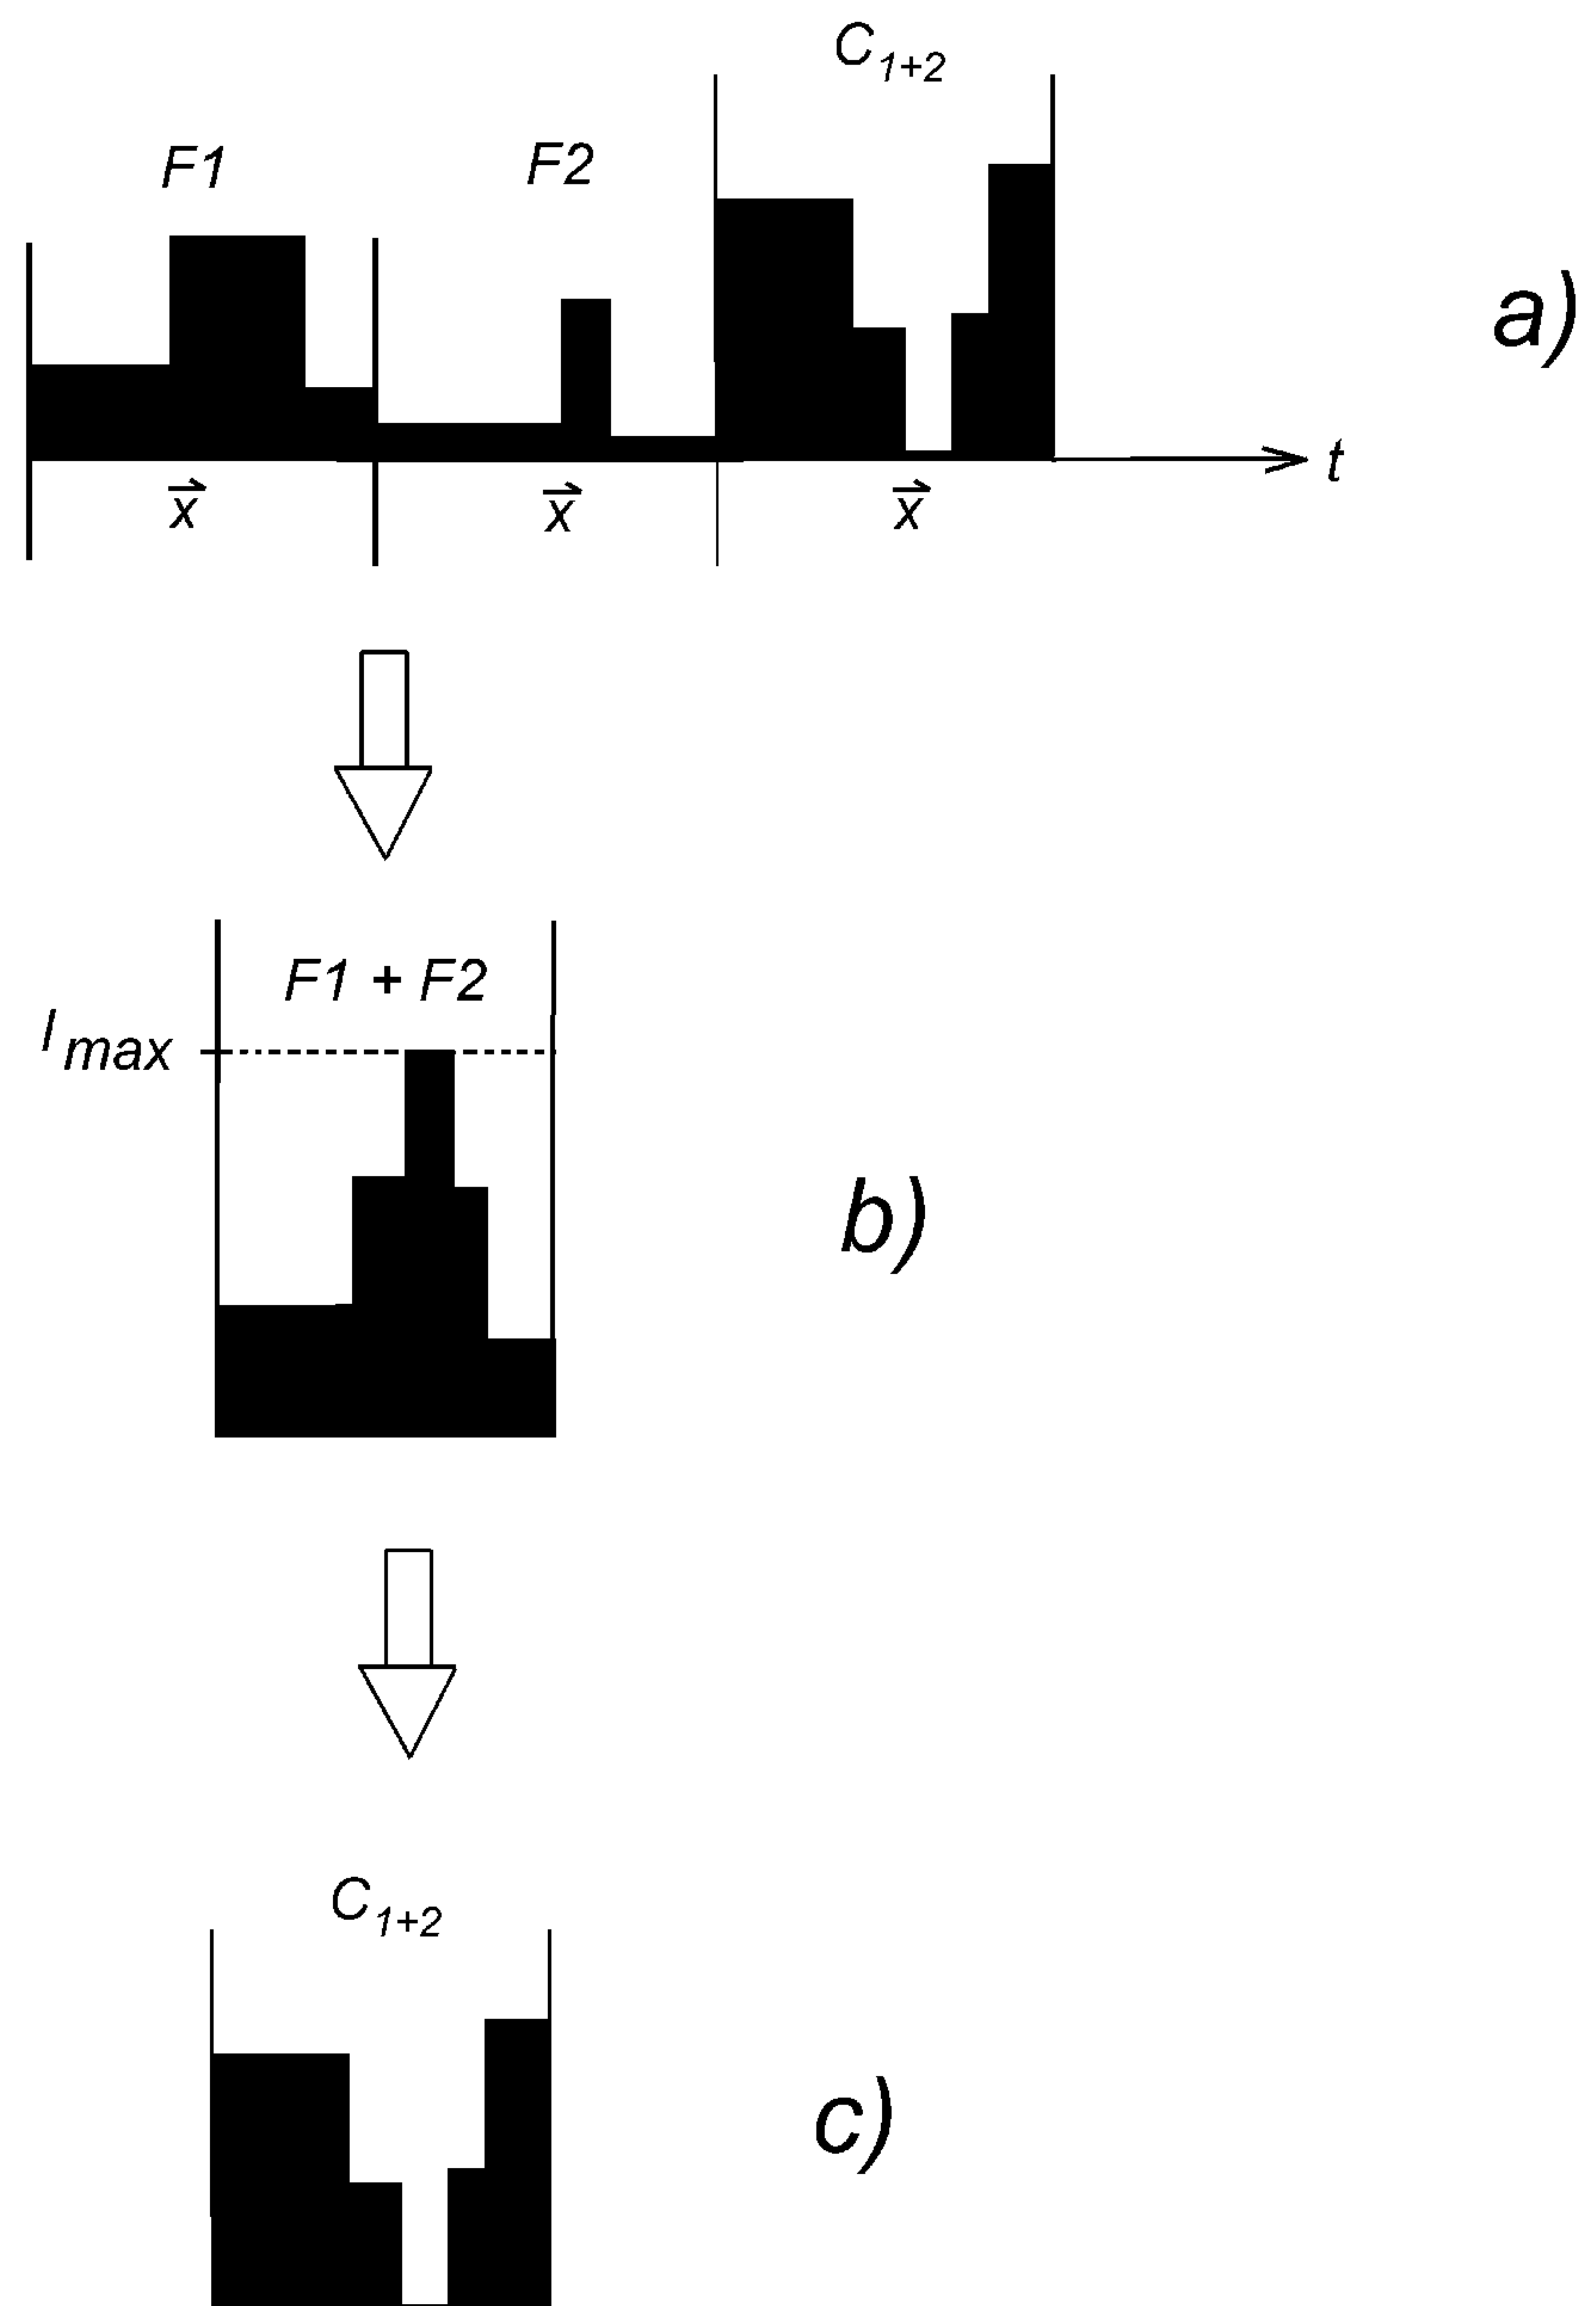 C1+2
F1 F2
a)
t
x⃗ x⃗ x⃗
F1 + F2
Imax
b)
C1+2
c)